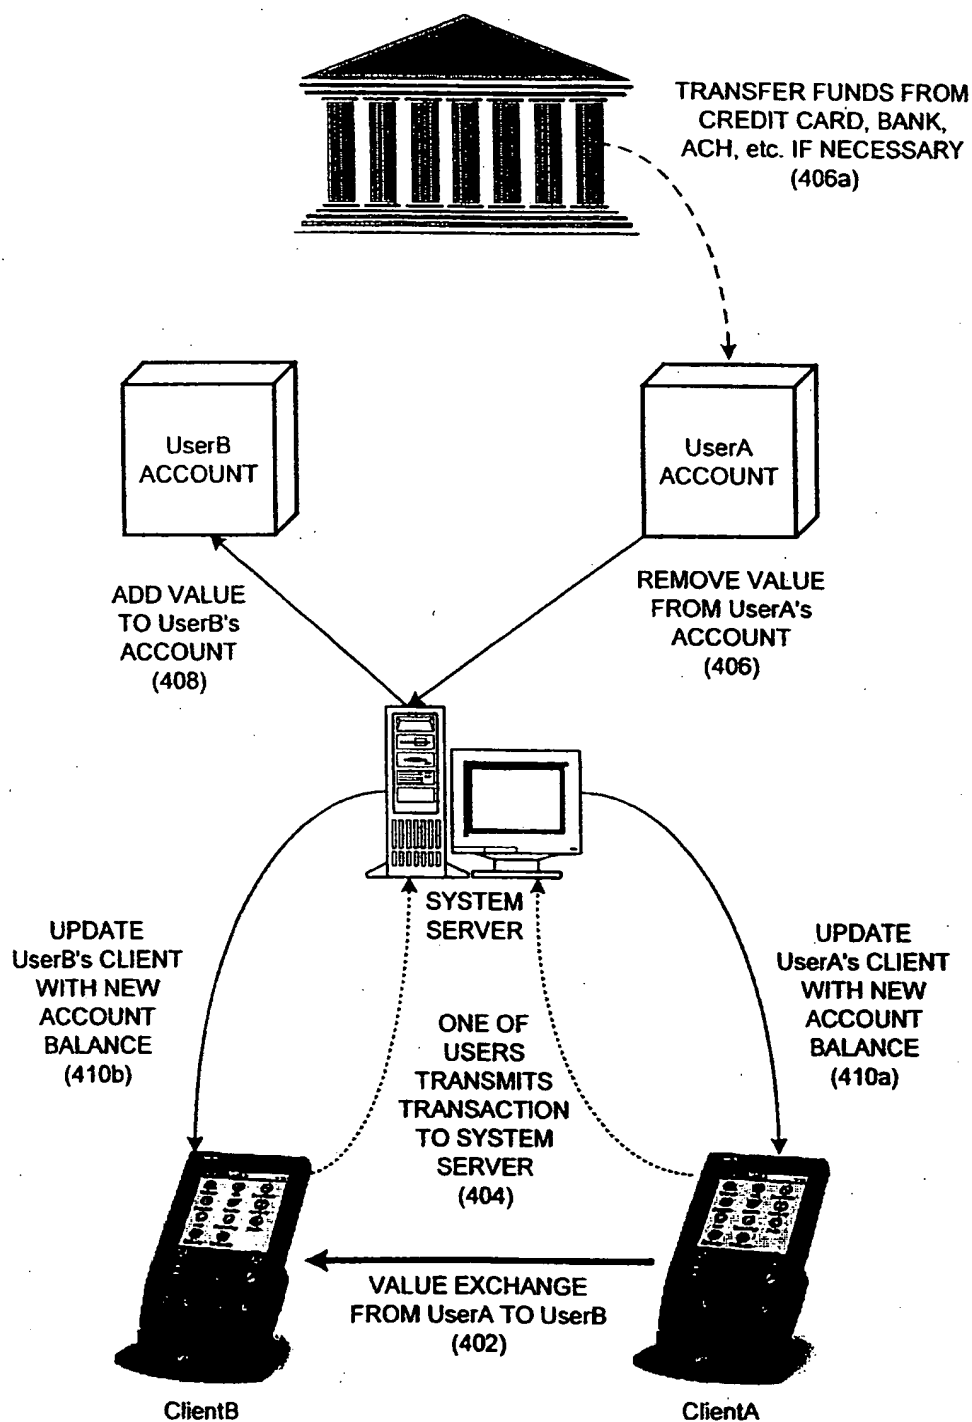 TRANSFER FUNDS FROM
CREDIT CARD, BANK,
ACH, etc. IF NECESSARY
(406a)
UserB
ACCOUNT
UserA
ACCOUNT
ADD VALUE
TO UserB's
ACCOUNT
(408)
REMOVE VALUE
FROM UserA's
ACCOUNT
(406)
SYSTEM
SERVER
UPDATE
UserB's CLIENT
WITH NEW
ACCOUNT
BALANCE
(410b)
ONE OF
USERS
TRANSMITS
TRANSACTION
TO SYSTEM
SERVER
(404)
UPDATE
UserA's CLIENT
WITH NEW
ACCOUNT
BALANCE
(410a)
VALUE EXCHANGE
FROM UserA TO UserB
(402)
ClientB
ClientA